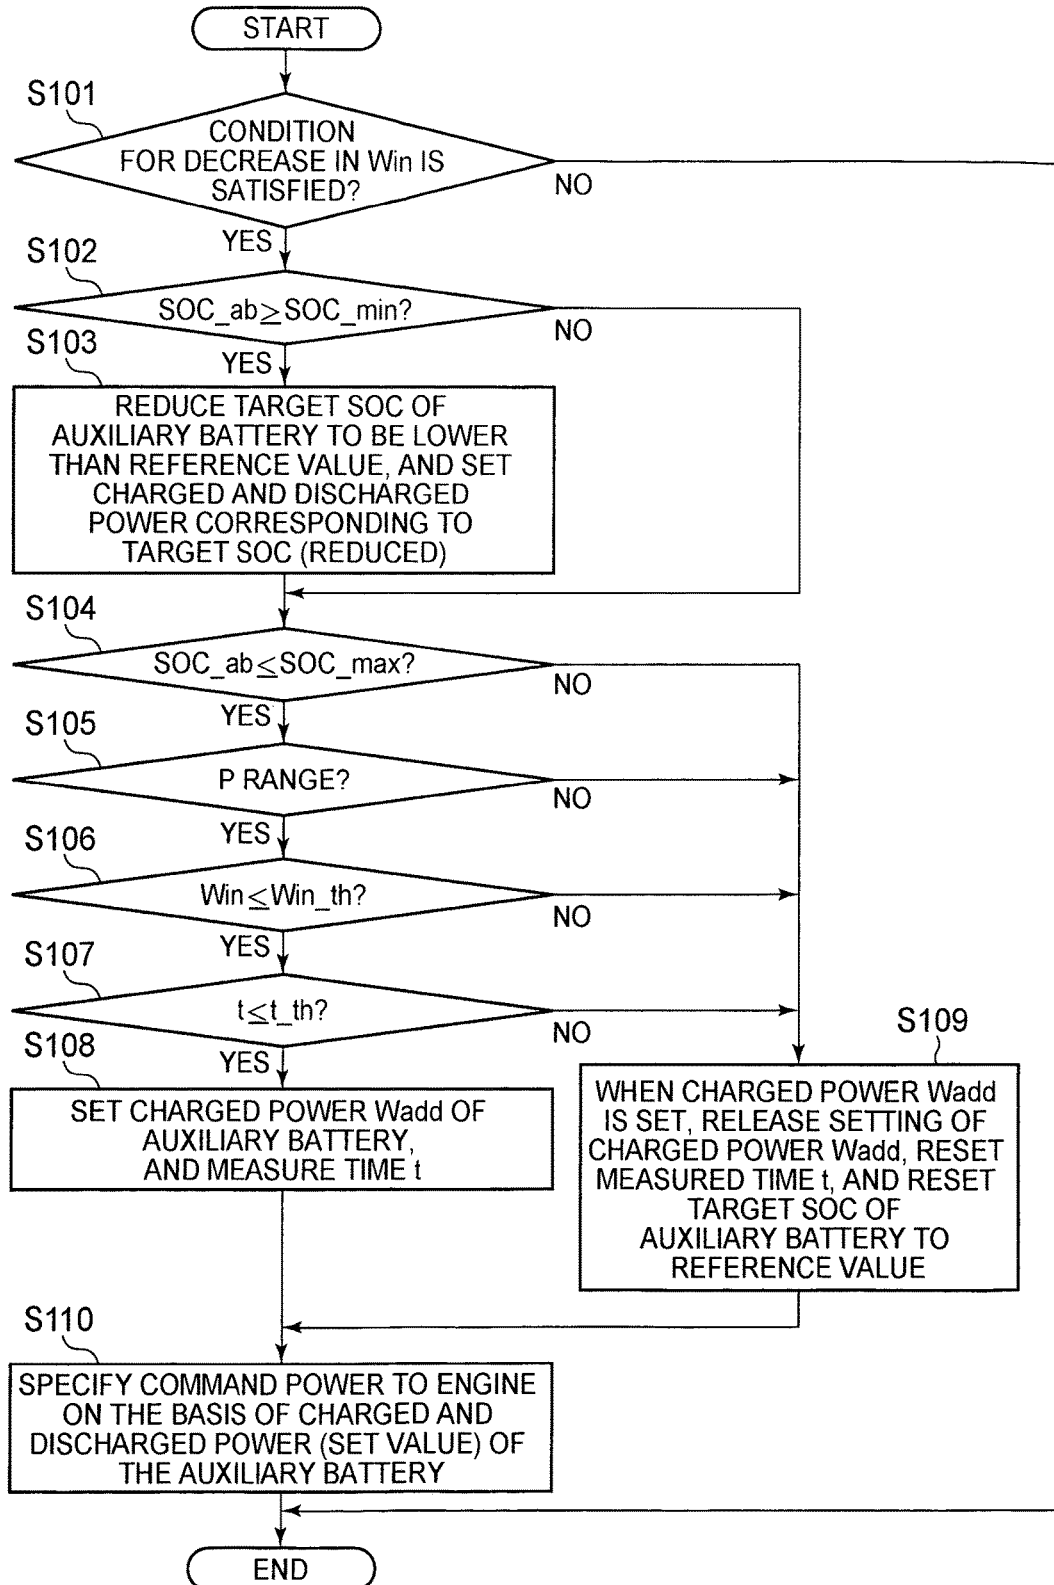 START
S101
CONDITION
FOR DECREASE IN Win IS
SATISFIED?
NO
YES
S102
SOC_ab≥SOC_min?
NO
YES
S103
REDUCE TARGET SOC OF
AUXILIARY BATTERY TO BE LOWER
THAN REFERENCE VALUE, AND SET
CHARGED AND DISCHARGED
POWER CORRESPONDING TO
TARGET SOC (REDUCED)
S104
SOC_ab≤SOC_max?
NO
YES
S105
P RANGE?
NO
YES
S106
Win≤Win_th?
NO
YES
S107
t≤t_th?
NO
YES
S108
SET CHARGED POWER Wadd OF
AUXILIARY BATTERY,
AND MEASURE TIME t
S109
WHEN CHARGED POWER Wadd
IS SET, RELEASE SETTING OF
CHARGED POWER Wadd, RESET
MEASURED TIME t, AND RESET
TARGET SOC OF
AUXILIARY BATTERY TO
REFERENCE VALUE
S110
SPECIFY COMMAND POWER TO ENGINE
ON THE BASIS OF CHARGED AND
DISCHARGED POWER (SET VALUE) OF
THE AUXILIARY BATTERY
END